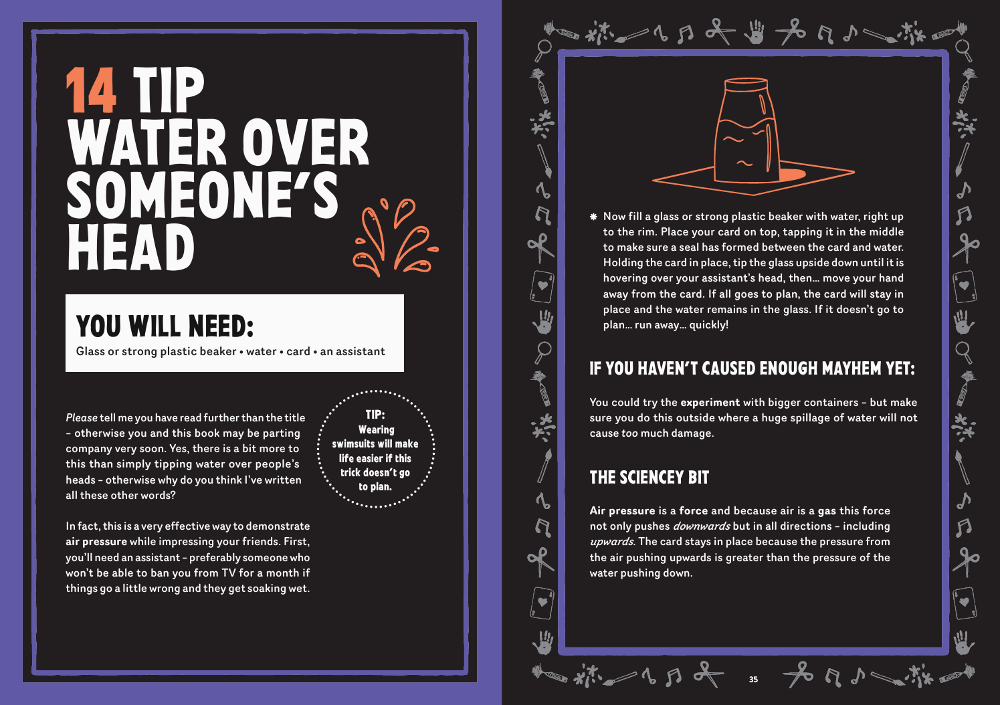 14 TIP
WATER OVER
SOMEONE'S
HEAD
YOU WILL NEED:
Glass or strong plastic beaker • water • card • an assistant
Please tell me you have read further than the title
– otherwise you and this book may be parting
company very soon. Yes, there is a bit more to
this than simply tipping water over people's
heads – otherwise why do you think I've written
all these other words?
TIP:
Wearing
swimsuits will make
life easier if this
trick doesn't go
to plan.
In fact, this is a very effective way to demonstrate
air pressure while impressing your friends. First,
you'll need an assistant – preferably someone who
won't be able to ban you from TV for a month if
things go a little wrong and they get soaking wet.
✸ Now fill a glass or strong plastic beaker with water, right up
to the rim. Place your card on top, tapping it in the middle
to make sure a seal has formed between the card and water.
Holding the card in place, tip the glass upside down until it is
hovering over your assistant's head, then... move your hand
away from the card. If all goes to plan, the card will stay in
place and the water remains in the glass. If it doesn't go to
plan... run away... quickly!
IF YOU HAVEN'T CAUSED ENOUGH MAYHEM YET:
You could try the experiment with bigger containers – but make
sure you do this outside where a huge spillage of water will not
cause too much damage.
THE SCIENCEY BIT
Air pressure is a force and because air is a gas this force
not only pushes downwards but in all directions – including
upwards. The card stays in place because the pressure from
the air pushing upwards is greater than the pressure of the
water pushing down.
35